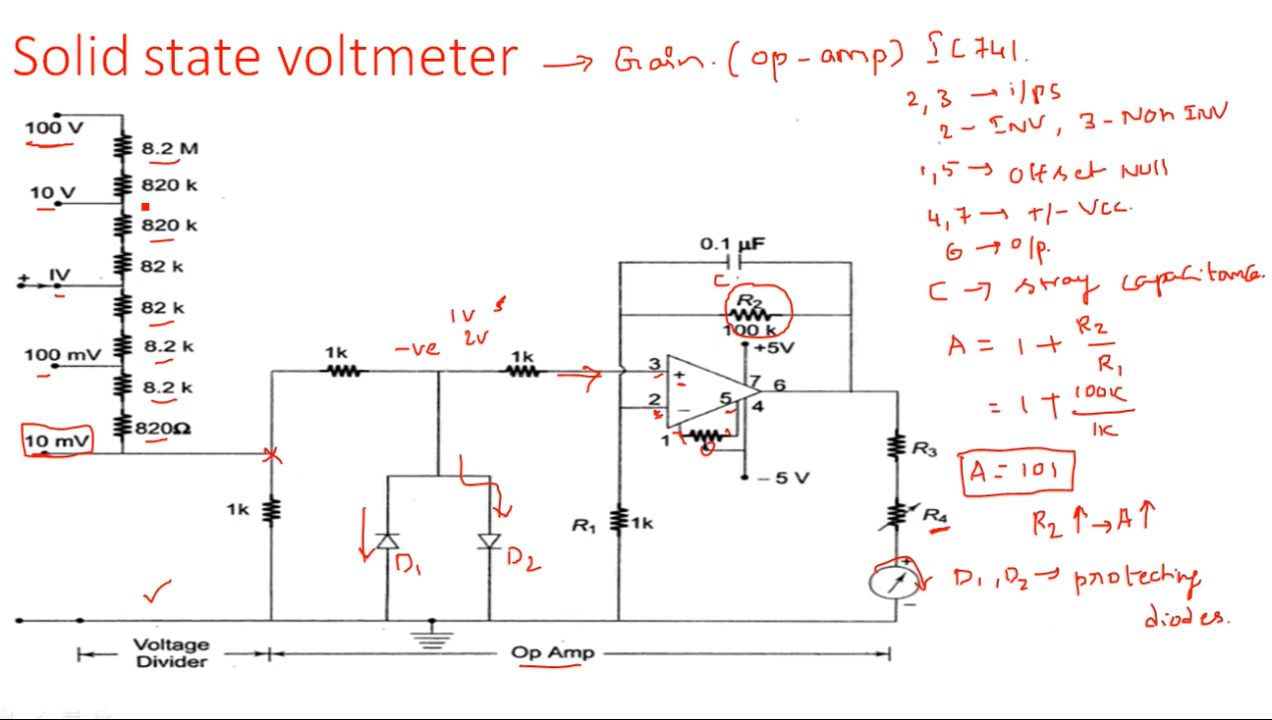 Solid state voltmeter → Gain. (op-amp) IC 741.
2, 3 → i/ps
2 - INV, 3 - Non INV
1, 5 → offset Null
4, 7 → +/- Vcc.
6 → o/p.
C → stray capacitance.
A = 1 + R2/R1
= 1 + 100K/1K
A = 101
R2 ↑ → A ↑
D1, D2 → protecting
diodes.
100 V
8.2 M
820 k
10 V
820 k
82 k
+ 1V
82 k
8.2 k
100 mV
8.2 k
820Ω
10 mV
1k
1k
-ve
1V
2V
1k
D1
D2
0.1 µF
C
R2
100 k
+5V
3
+
7
6
2
−
5
4
1
− 5 V
R1
1k
R3
R4
+
−
Voltage
Divider
Op Amp